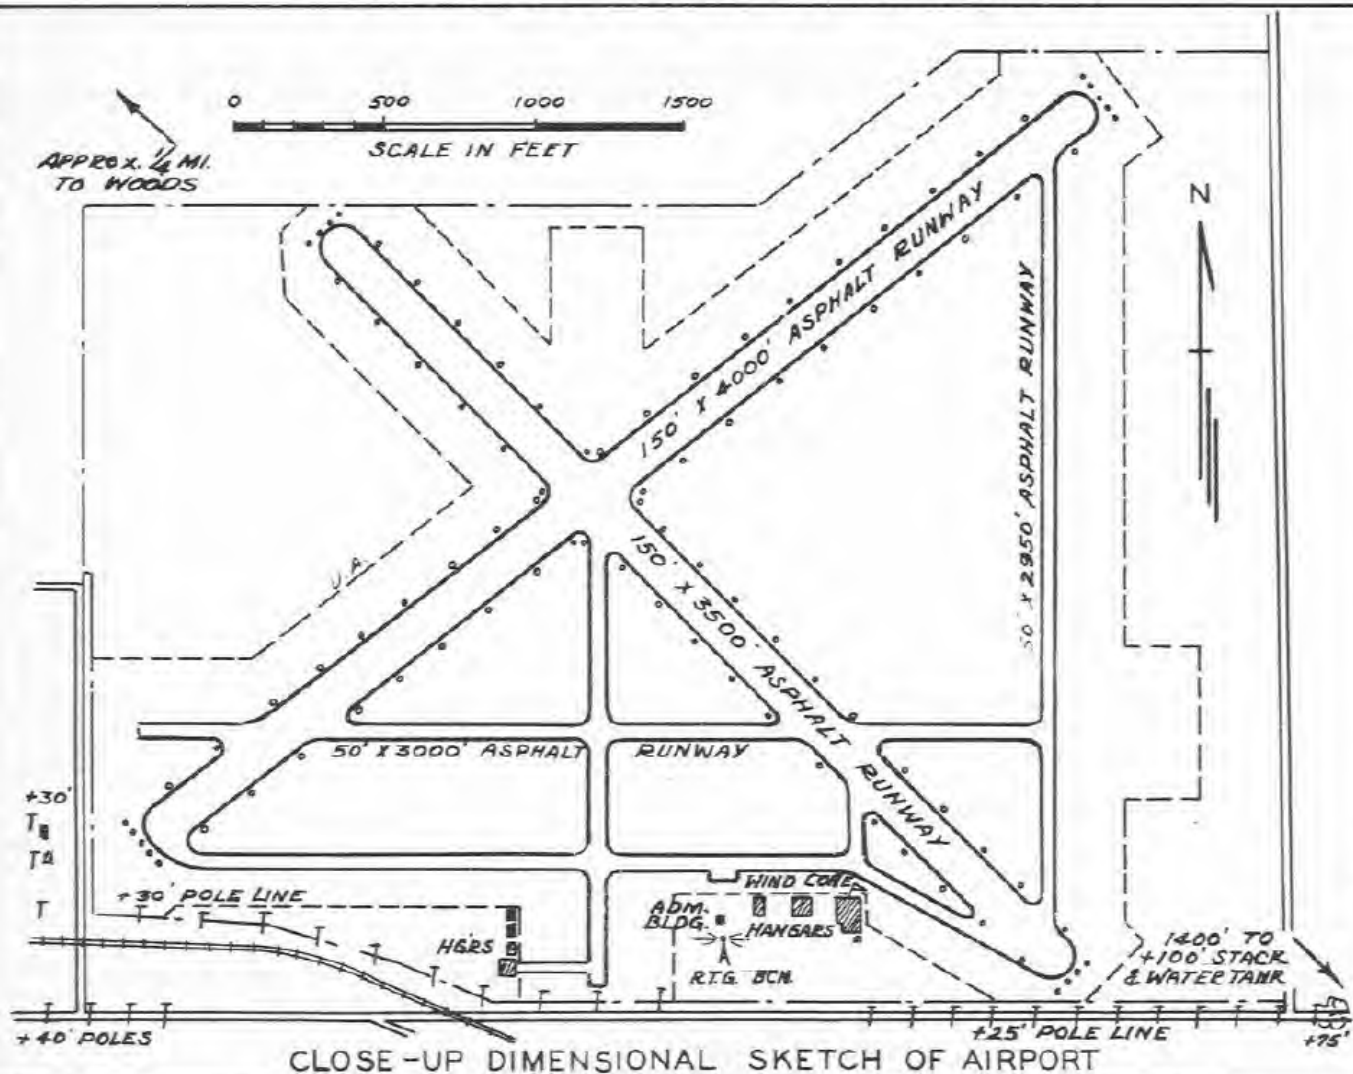 0 500 1000 1500
SCALE IN FEET
APPROX. 1/4 MI.
TO WOODS
N
150' X 4000' ASPHALT RUNWAY
50' X 2950' ASPHALT RUNWAY
U.A.
150' X 3500' ASPHALT RUNWAY
50' X 3000' ASPHALT RUNWAY
+30'
+30' POLE LINE
WIND CONE
ADM.
BLDG.
HANGARS
HG'RS
RTG BCN.
1400' TO
+100' STACK
& WATER TANK
+40' POLES
+25' POLE LINE
+75'
CLOSE-UP DIMENSIONAL SKETCH OF AIRPORT